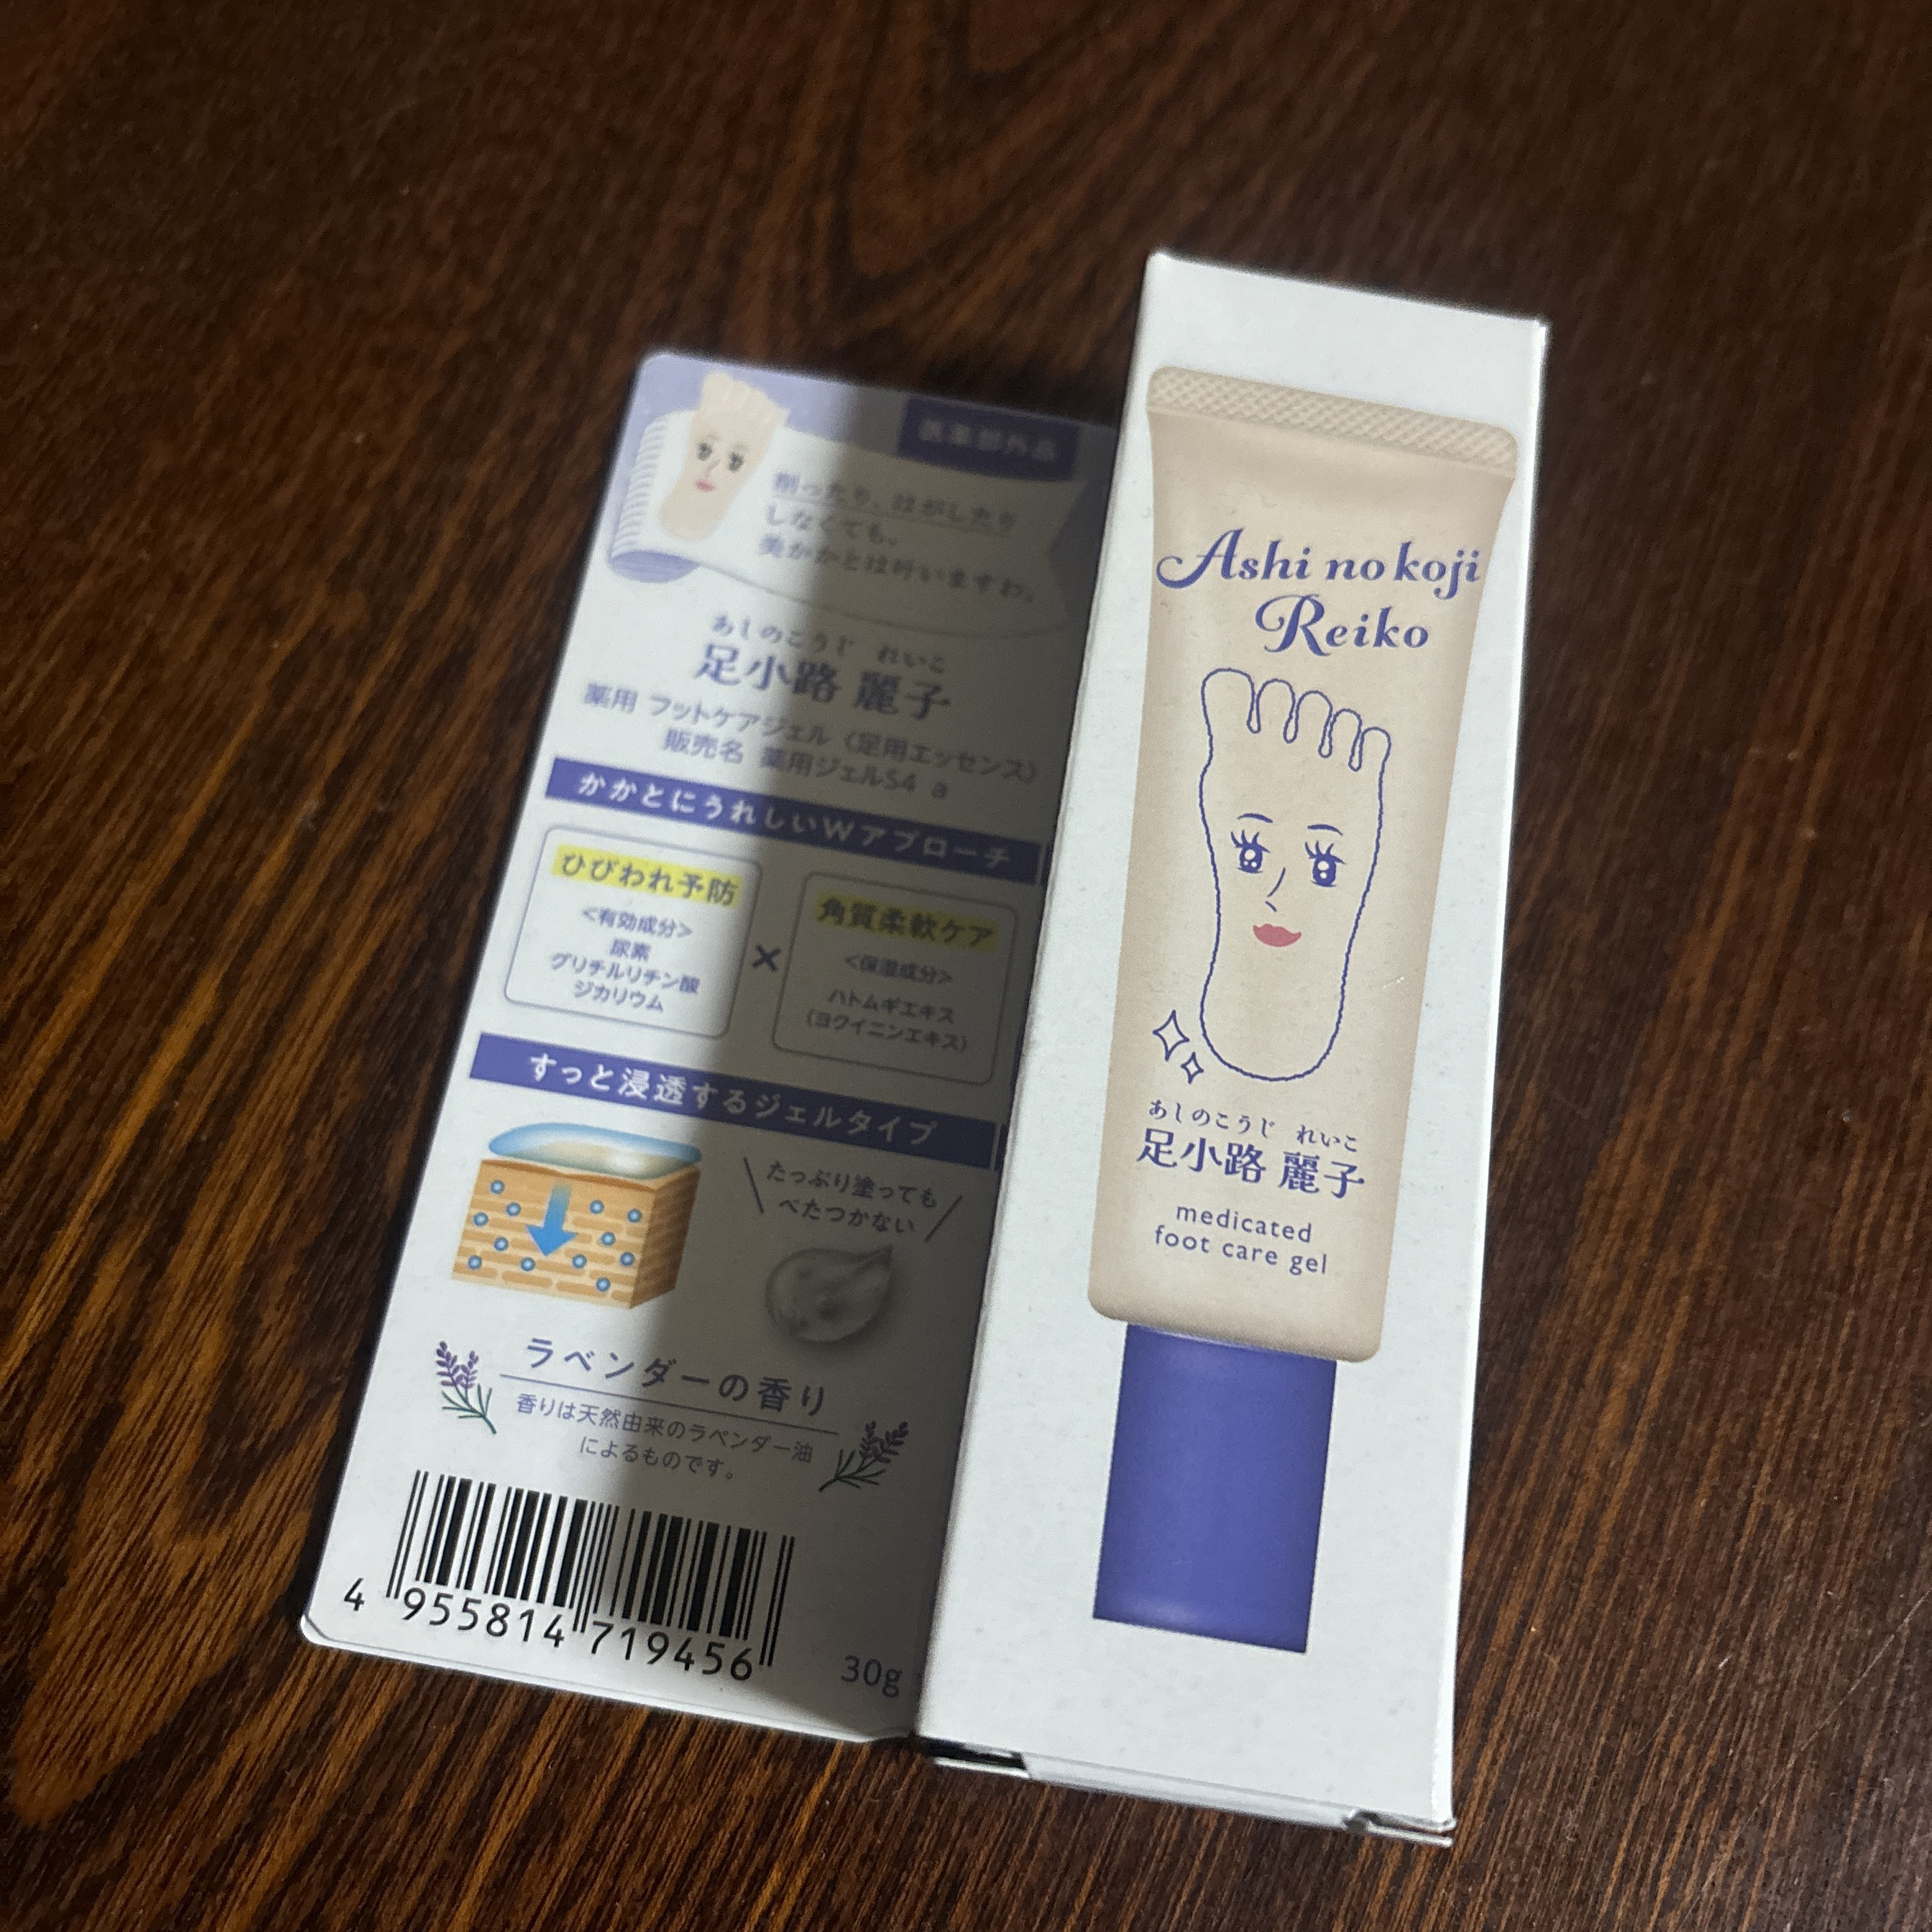 医薬部外品
削ったり、はがしたり
しなくても、
美かかとは叶いますわ。
あしのこうじ れいこ
足小路 麗子
薬用 フットケアジェル〈足用エッセンス〉
販売名 薬用ジェルS4 a
かかとにうれしいWアプローチ
ひびわれ予防
<有効成分>
尿素
グリチルリチン酸
ジカリウム
×
角質柔軟ケア
<保湿成分>
ハトムギエキス
(ヨクイニンエキス)
すっと浸透するジェルタイプ
たっぷり塗っても
べたつかない
ラベンダーの香り
香りは天然由来のラベンダー油
によるものです。
4 955814 719456
30g
Ashi no koji
Reiko
あしのこうじ れいこ
足小路 麗子
medicated
foot care gel